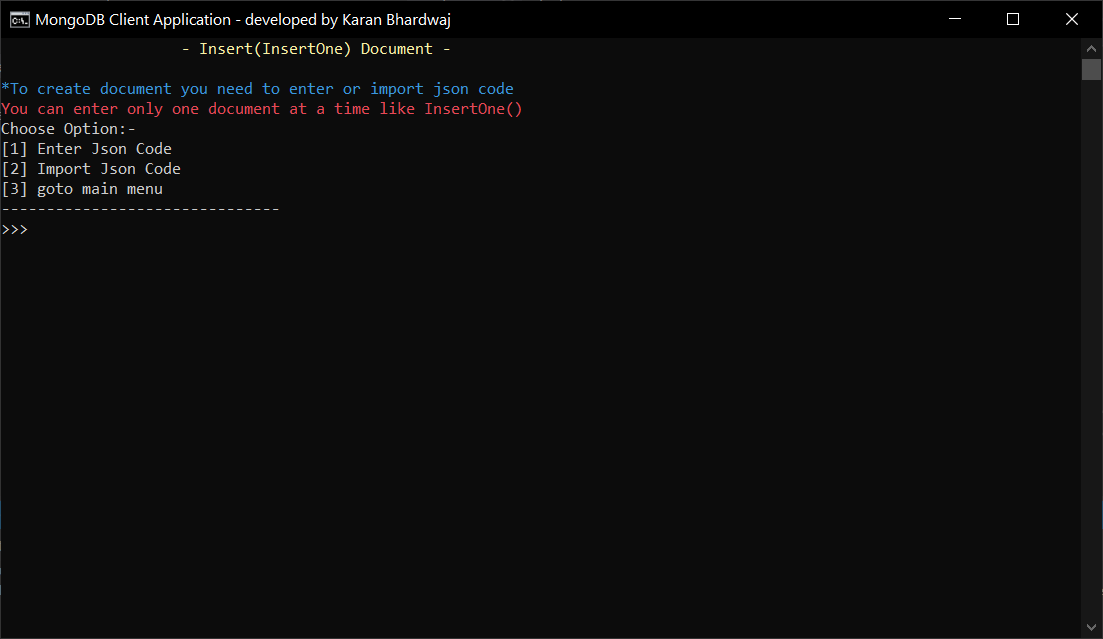 MongoDB Client Application - developed by Karan Bhardwaj
- Insert(InsertOne) Document -
*To create document you need to enter or import json code
You can enter only one document at a time like InsertOne()
Choose Option:-
[1] Enter Json Code
[2] Import Json Code
[3] goto main menu
-------------------------------
>>>